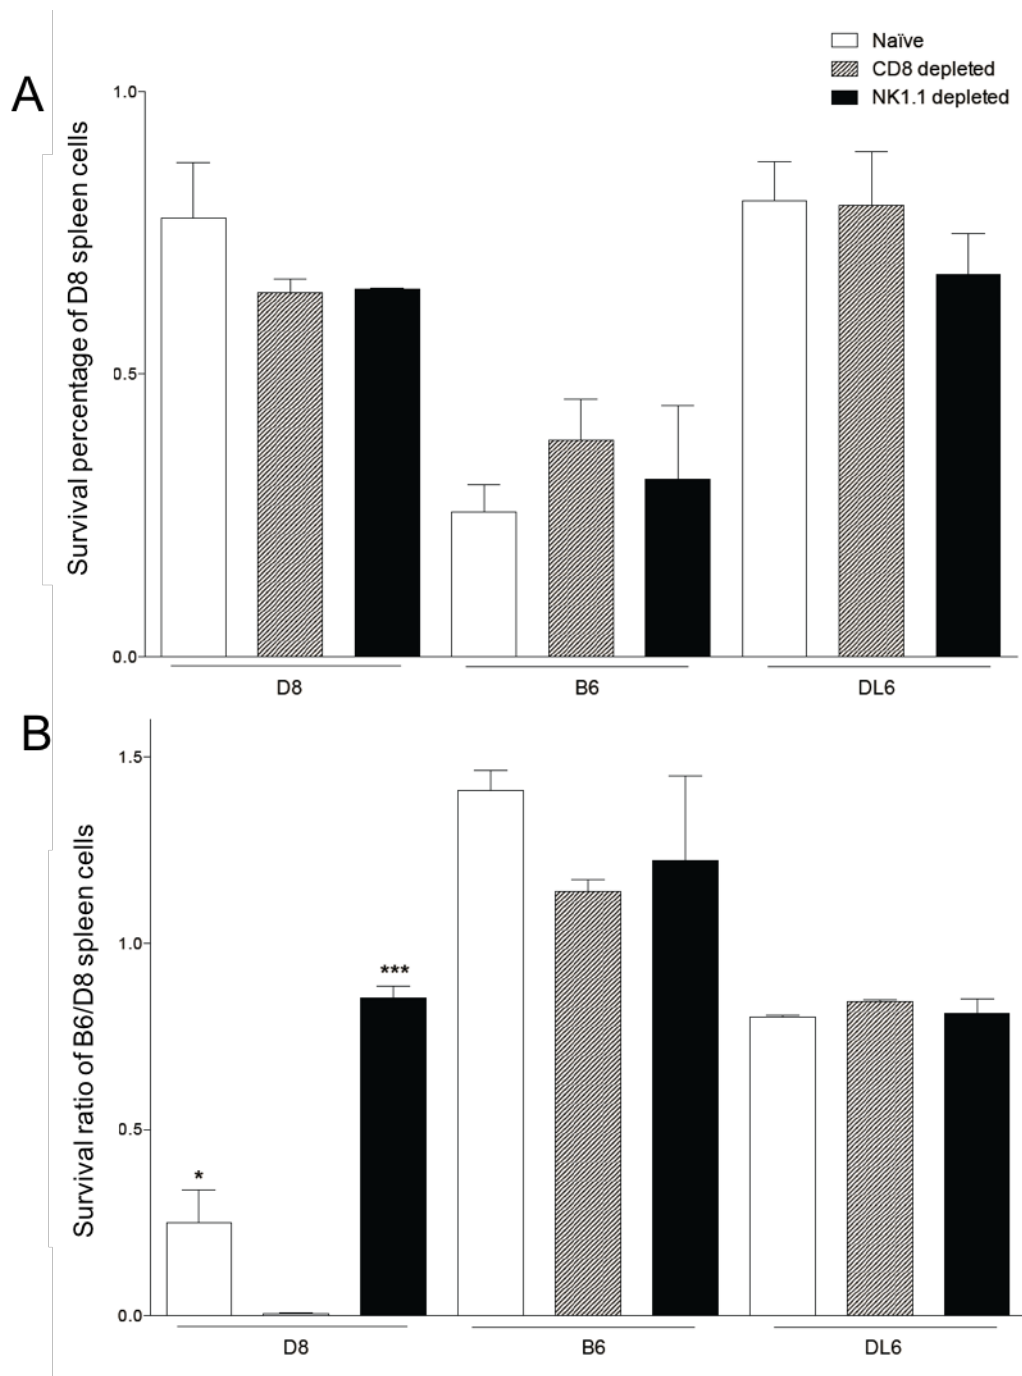 Naïve
CD8 depleted
NK1.1 depleted
A
Survival percentage of D8 spleen cells
1.0
0.5
0.0
D8 B6 DL6
B
Survival ratio of B6/D8 spleen cells
1.5
1.0
0.5
0.0
*
***
D8 B6 DL6